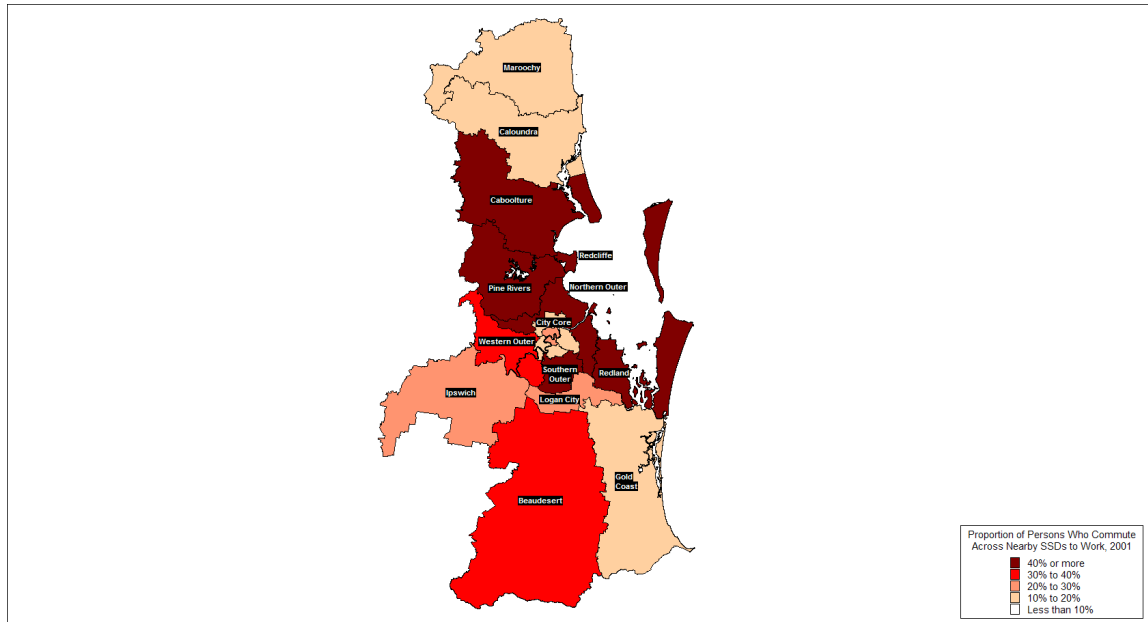 Maroochy
Caloundra
Caboolture
Redcliffe
Pine Rivers
Northern Outer
City Core
Western Outer
Southern
Outer
Redland
Ipswich
Logan City
Gold
Coast
Beaudesert
Proportion of Persons Who Commute
Across Nearby SSDs to Work, 2001
40% or more
30% to 40%
20% to 30%
10% to 20%
Less than 10%